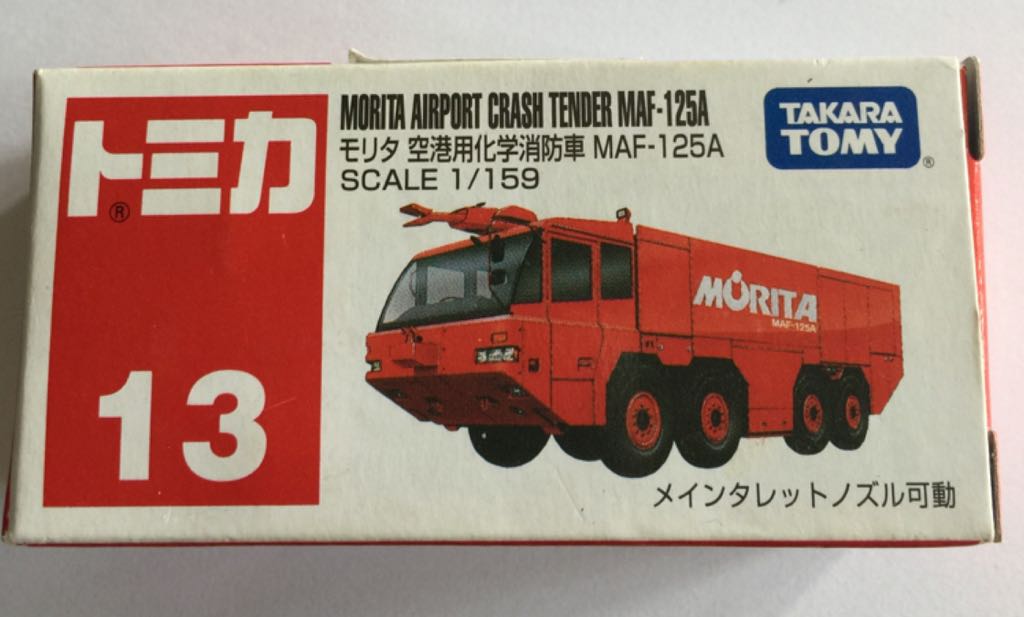 トミカ
®
13
MORITA AIRPORT CRASH TENDER MAF-125A
モリタ 空港用化学消防車 MAF-125A
SCALE 1/159
TAKARA
TOMY
®
MORITA
MAF-125A
メインタレットノズル可動